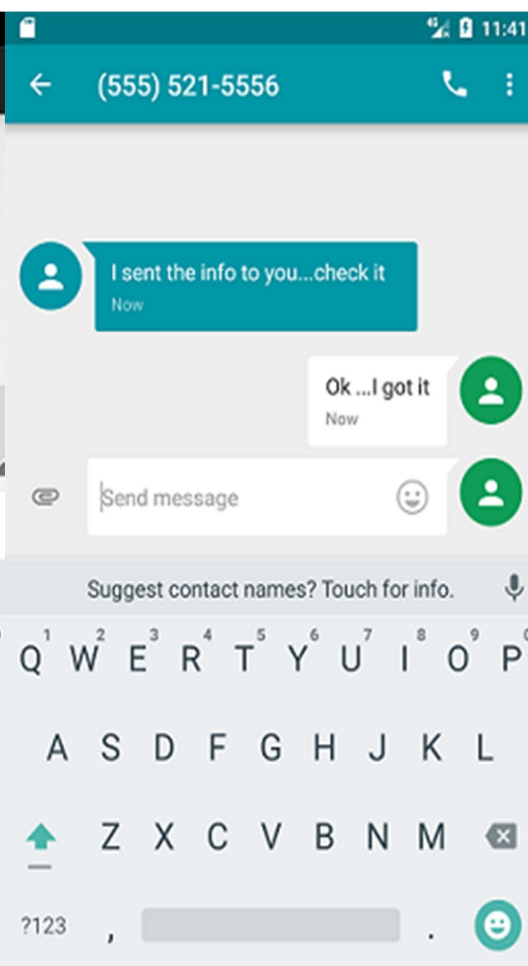 4G 11:41
(555) 521-5556
I sent the info to you...check it
Now
Ok ...I got it
Now
Send message
Suggest contact names? Touch for info.
1 2 3 4 5 6 7 8 9 0
Q W E R T Y U I O P
A S D F G H J K L
Z X C V B N M
?123 , .